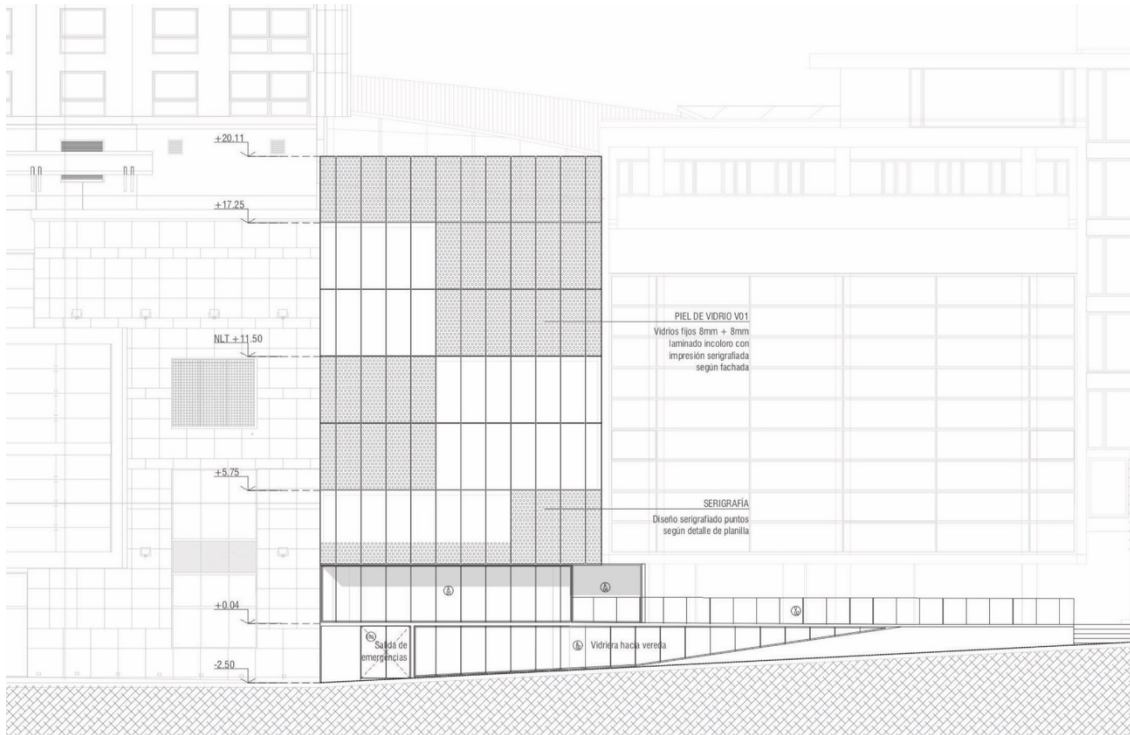 +20.11
+17.25
PIEL DE VIDRIO V01
Vidrios fijos 8mm + 8mm
laminado incoloro con
impresión serigrafiada
según fachada
NLT +11.50
+5.75
SERIGRAFÍA
Diseño serigrafiado puntos
según detalle de planilla
+0.04
Salida de
emergencias
Vidriera hacia vereda
-2.50